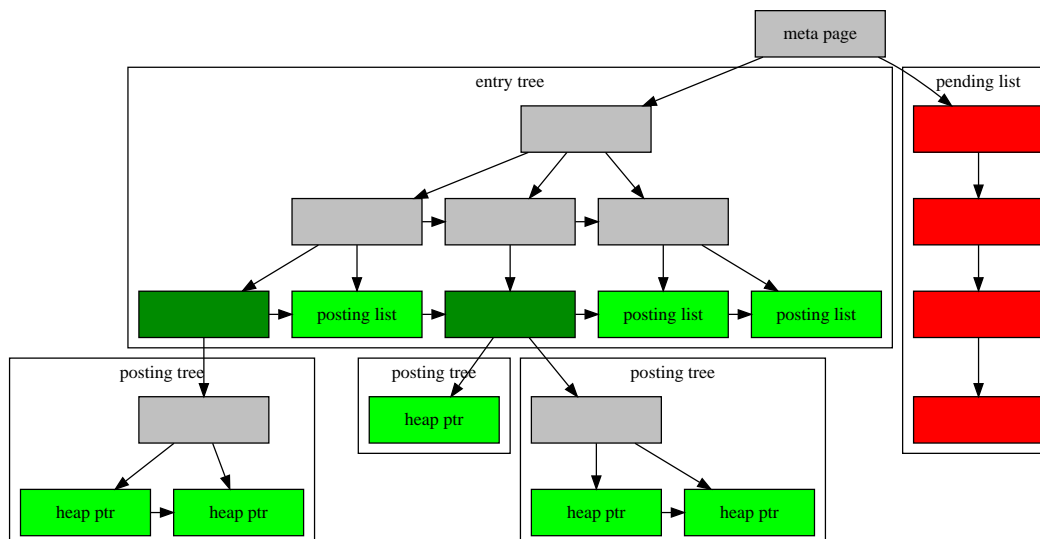 meta page
entry tree
pending list
posting list
posting list
posting list
posting tree
posting tree
posting tree
heap ptr
heap ptr
heap ptr
heap ptr
heap ptr